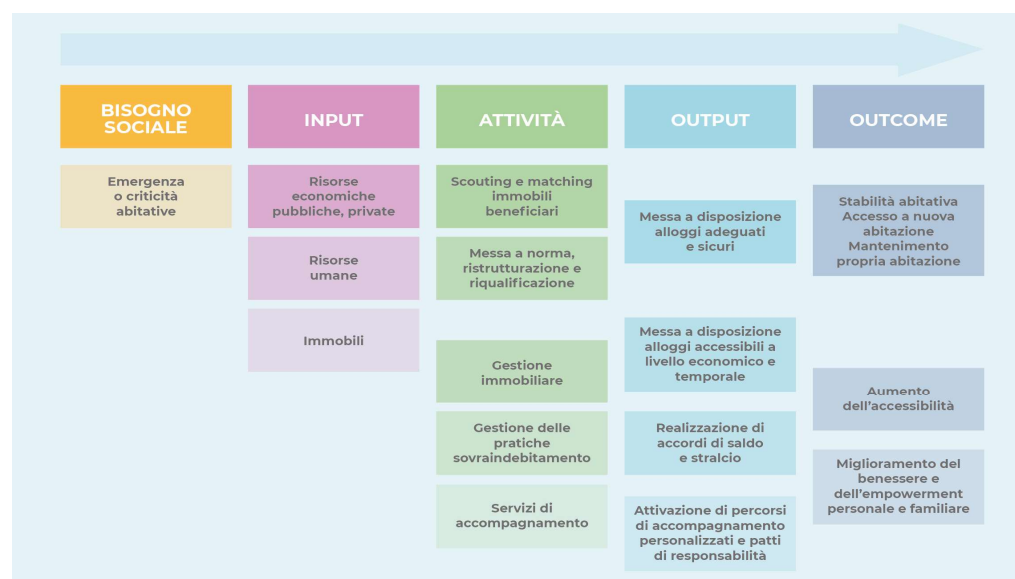 BISOGNO
SOCIALE
INPUT
ATTIVITÀ
OUTPUT
OUTCOME
Emergenza
o criticità
abitative
Risorse
economiche
pubbliche, private
Risorse
umane
Immobili
Scouting e matching
immobili
beneficiari
Messa a norma,
ristrutturazione e
riqualificazione
Gestione
immobiliare
Gestione delle
pratiche
sovraindebitamento
Servizi di
accompagnamento
Messa a disposizione
alloggi adeguati
e sicuri
Messa a disposizione
alloggi accessibili a
livello economico e
temporale
Realizzazione di
accordi di saldo
e stralcio
Attivazione di percorsi
di accompagnamento
personalizzati e patti
di responsabilità
Stabilità abitativa
Accesso a nuova
abitazione
Mantenimento
propria abitazione
Aumento
dell’accessibilità
Miglioramento del
benessere e
dell’empowerment
personale e familiare